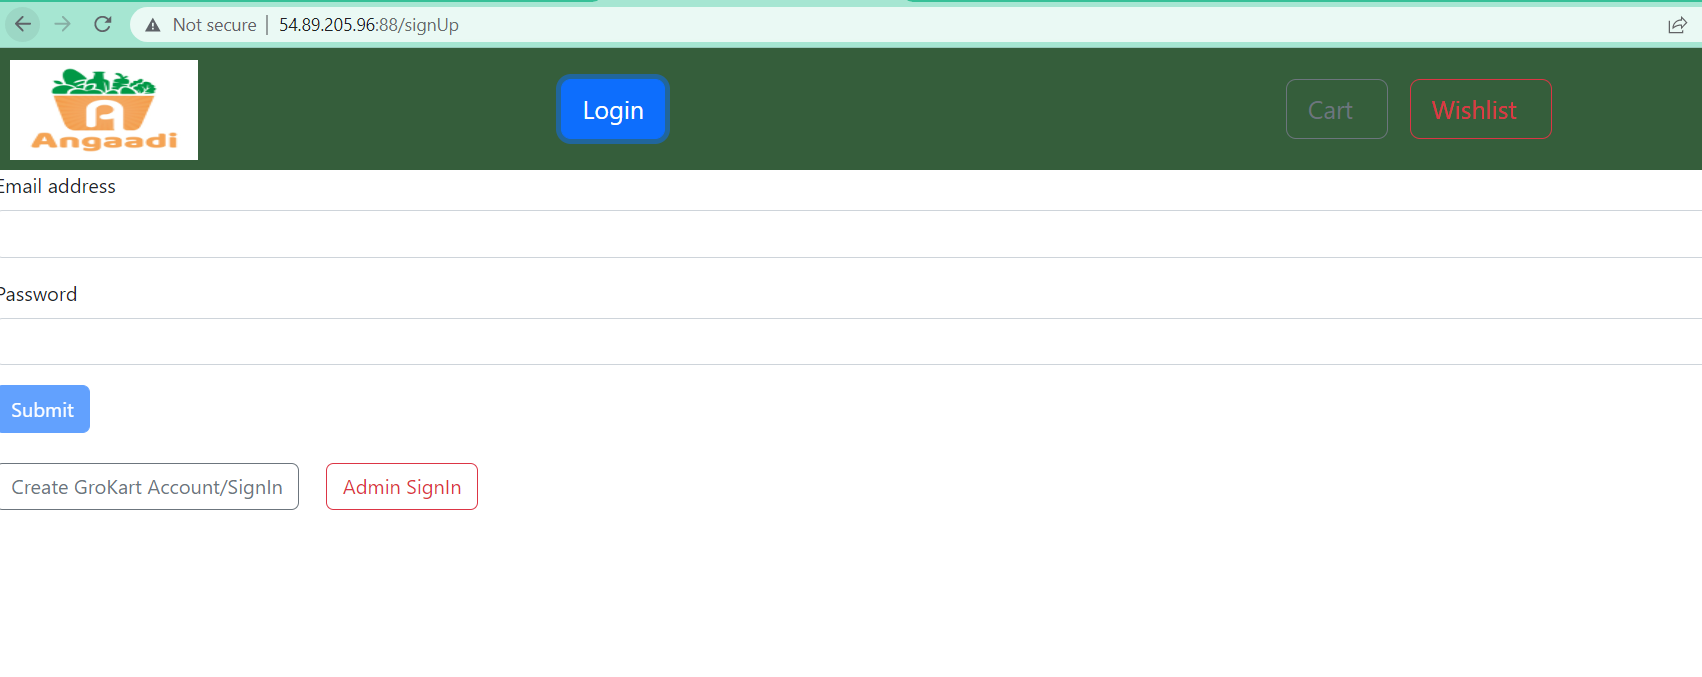 Not secure | 54.89.205.96:88/signUp
Angaadi
Login
Cart
Wishlist
Email address
Password
Submit
Create GroKart Account/SignIn
Admin SignIn